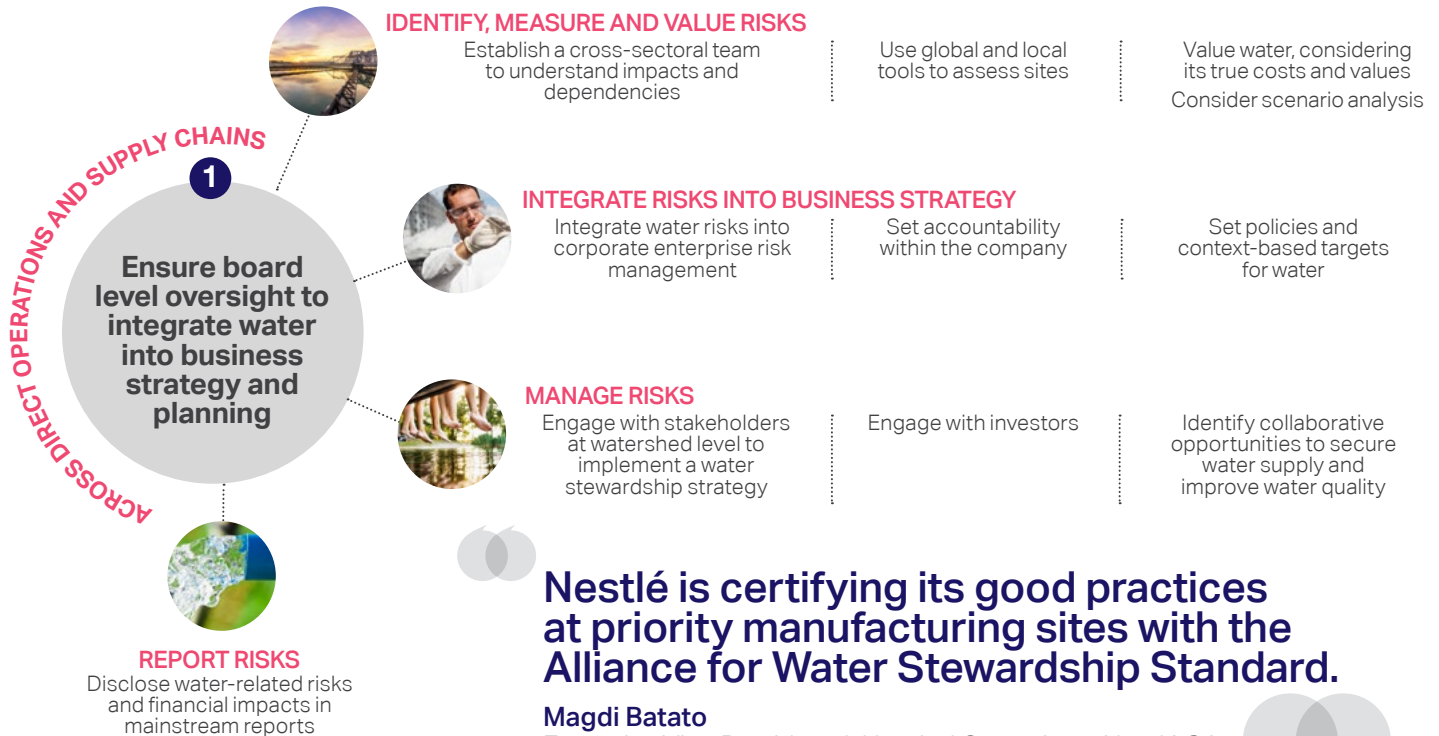 IDENTIFY, MEASURE AND VALUE RISKS
Establish a cross-sectoral team
to understand impacts and
dependencies
Use global and local
tools to assess sites
Value water, considering
its true costs and values
Consider scenario analysis
ACROSS DIRECT OPERATIONS AND SUPPLY CHAINS
1
Ensure board
level oversight to
integrate water
into business
strategy and
planning
INTEGRATE RISKS INTO BUSINESS STRATEGY
Integrate water risks into
corporate enterprise risk
management
Set accountability
within the company
Set policies and
context-based targets
for water
MANAGE RISKS
Engage with stakeholders
at watershed level to
implement a water
stewardship strategy
Engage with investors
Identify collaborative
opportunities to secure
water supply and
improve water quality
REPORT RISKS
Disclose water-related risks
and financial impacts in
mainstream reports
Nestlé is certifying its good practices
at priority manufacturing sites with the
Alliance for Water Stewardship Standard.
Magdi Batato